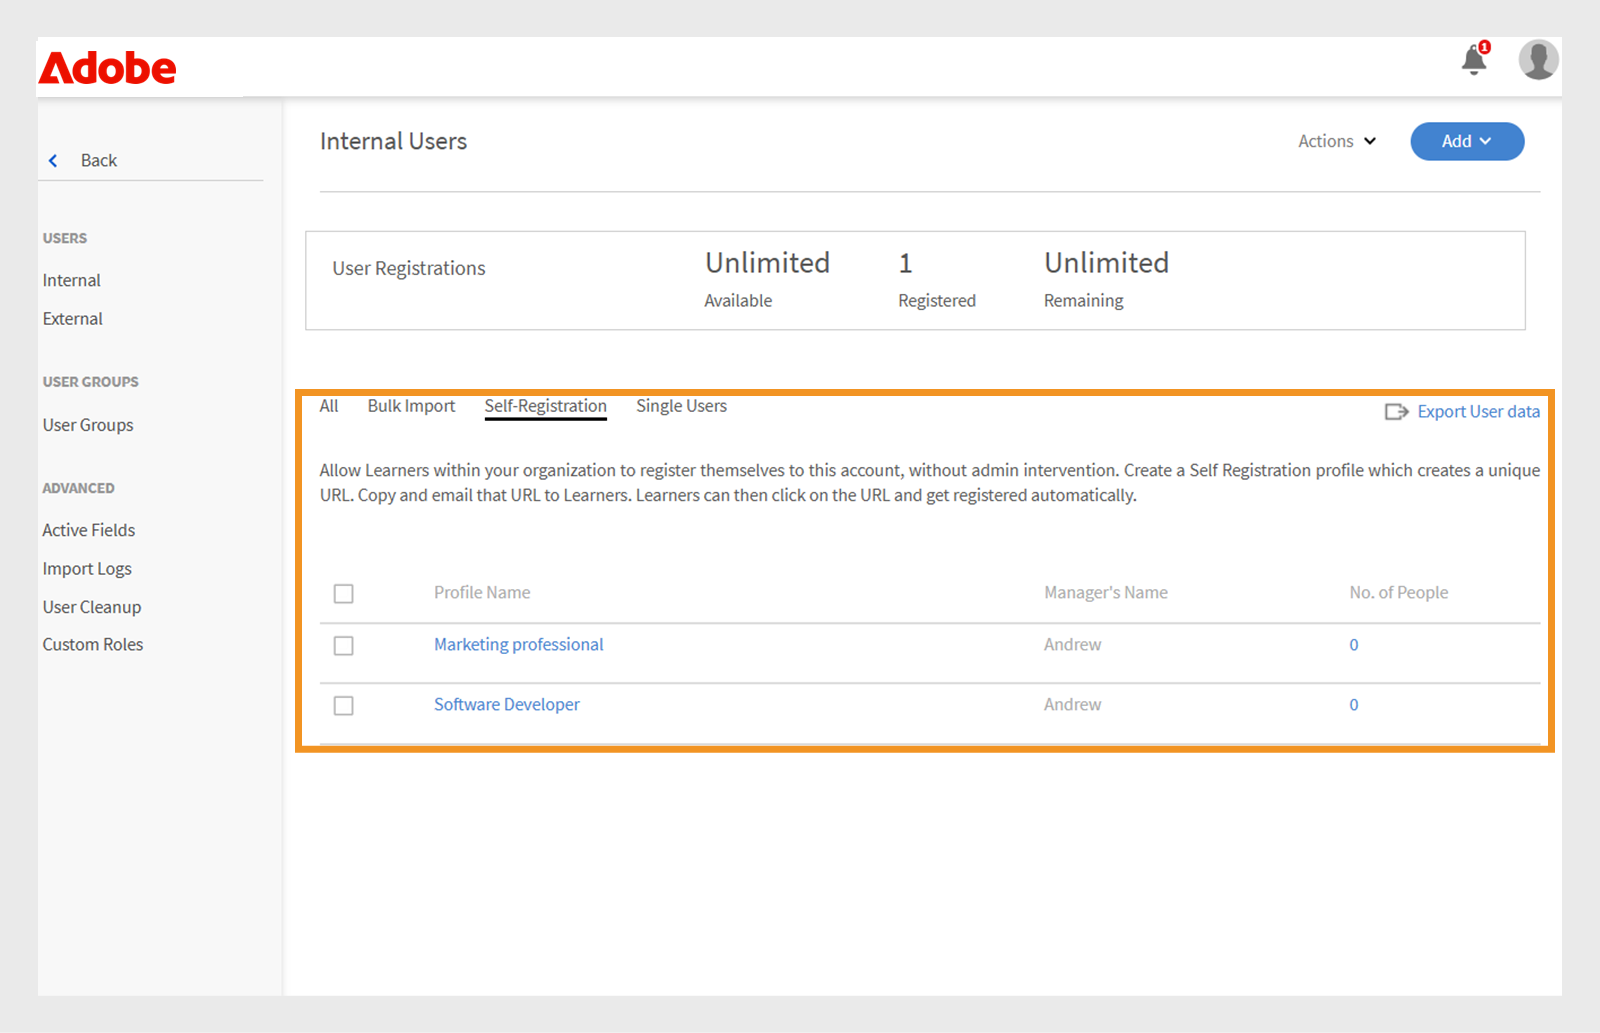 Adobe
1
Back
USERS
Internal
External
USER GROUPS
User Groups
ADVANCED
Active Fields
Import Logs
User Cleanup
Custom Roles
Internal Users
Actions
Add
User Registrations
Unlimited
Available
1
Registered
Unlimited
Remaining
All Bulk Import Self-Registration Single Users
Export User data
Allow Learners within your organization to register themselves to this account, without admin intervention. Create a Self Registration profile which creates a unique
URL. Copy and email that URL to Learners. Learners can then click on the URL and get registered automatically.
Profile Name Manager's Name No. of People
Marketing professional Andrew 0
Software Developer Andrew 0